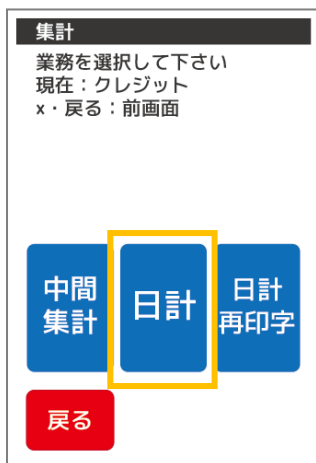 集計
業務を選択して下さい
現在：クレジット
x・戻る：前画面
中間
集計
日計
日計
再印字
戻る